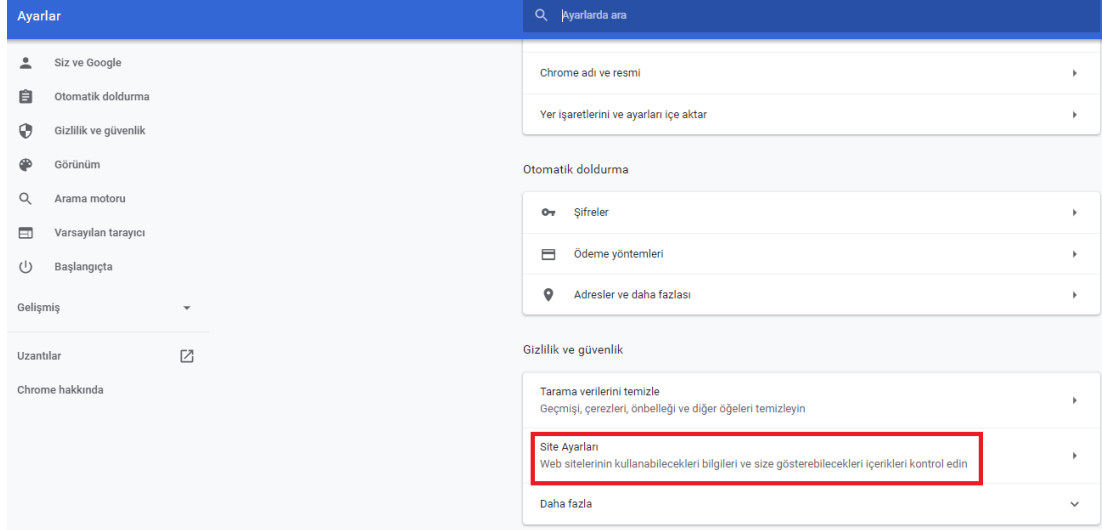 Ayarlar
Ayarlarda ara
Siz ve Google
Otomatik doldurma
Gizlilik ve güvenlik
Görünüm
Arama motoru
Varsayılan tarayıcı
Başlangıçta
Gelişmiş
Uzantılar
Chrome hakkında
Chrome adı ve resmi
Yer işaretlerini ve ayarları içe aktar
Otomatik doldurma
Şifreler
Ödeme yöntemleri
Adresler ve daha fazlası
Gizlilik ve güvenlik
Tarama verilerini temizle
Geçmişi, çerezleri, önbelleği ve diğer öğeleri temizleyin
Site Ayarları
Web sitelerinin kullanabilecekleri bilgileri ve size gösterebilecekleri içerikleri kontrol edin
Daha fazla